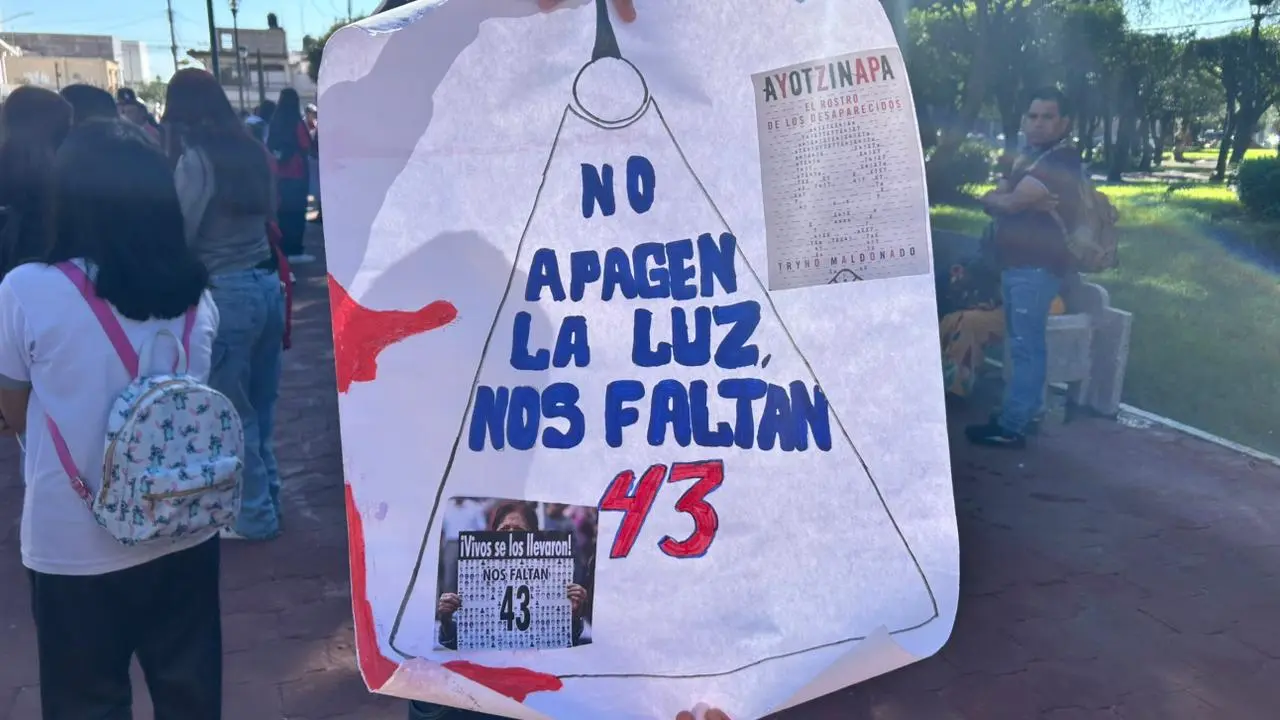 AYOTZINAPA
EL ROSTRO
DE LOS DESAPARECIDOS
TRYNO MALDONADO
NO
APAGEN
LA LUZ,
NOS FALTAN
43
¡Vivos se los llevaron!
NOS FALTAN
43